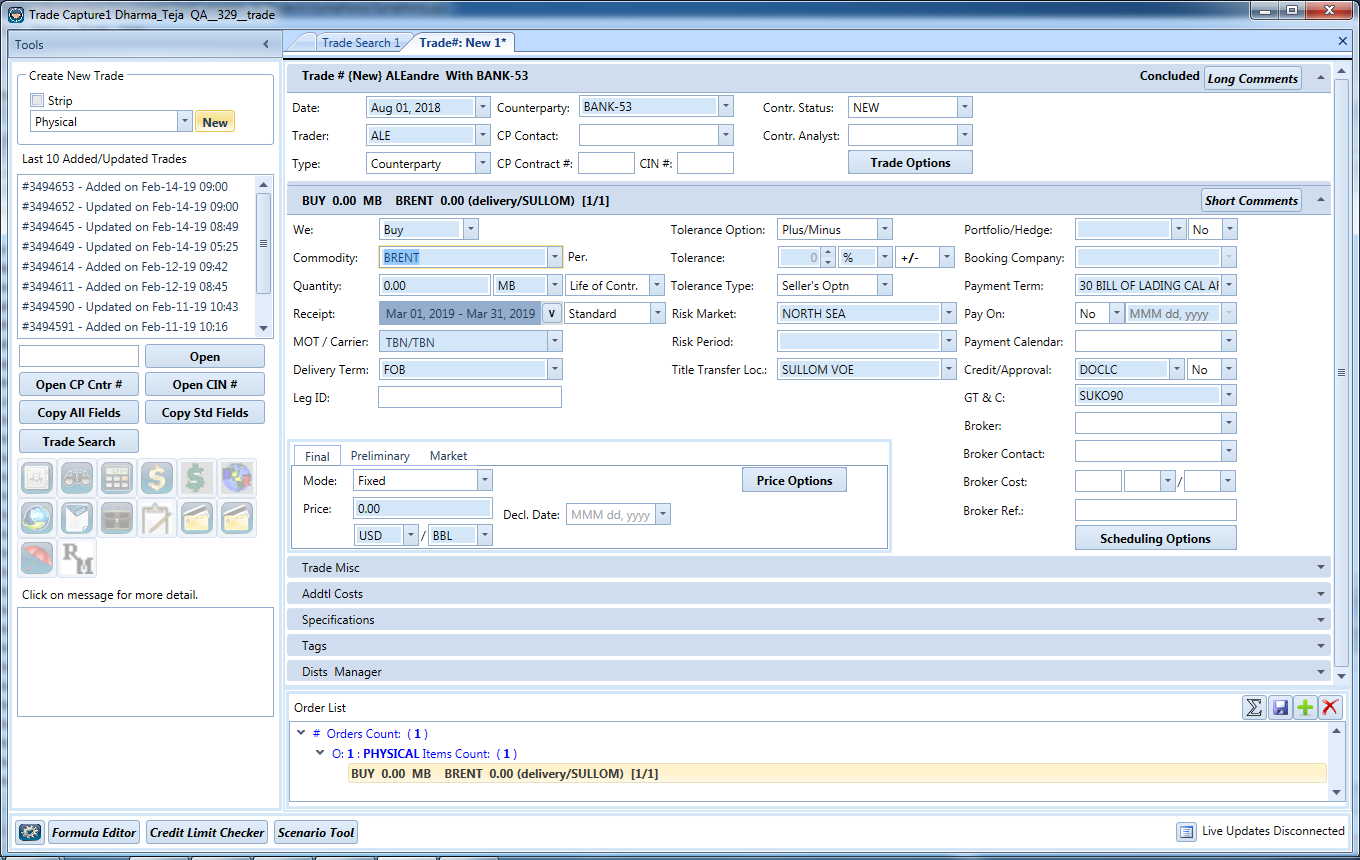 Trade Capture1 Dharma_Teja QA__329__trade
Tools
Trade Search 1
Trade#: New 1*
Create New Trade
Strip
Physical
New
Last 10 Added/Updated Trades
#3494653 - Added on Feb-14-19 09:00
#3494652 - Updated on Feb-14-19 09:00
#3494645 - Updated on Feb-14-19 08:49
#3494649 - Updated on Feb-14-19 05:25
#3494614 - Added on Feb-12-19 09:42
#3494611 - Added on Feb-12-19 08:45
#3494590 - Updated on Feb-11-19 10:43
#3494591 - Added on Feb-11-19 10:16
Open
Open CP Cntr # Open CIN #
Copy All Fields Copy Std Fields
Trade Search
RM
Click on message for more detail.
Trade # {New} ALEandre With BANK-53 Concluded Long Comments
Date: Aug 01, 2018 Counterparty: BANK-53 Contr. Status: NEW
Trader: ALE CP Contact: Contr. Analyst:
Type: Counterparty CP Contract #: CIN #: Trade Options
BUY 0.00 MB BRENT 0.00 (delivery/SULLOM) [1/1] Short Comments
We: Buy Tolerance Option: Plus/Minus Portfolio/Hedge: No
Commodity: BRENT Per. Tolerance: 0 % +/- Booking Company:
Quantity: 0.00 MB Life of Contr. Tolerance Type: Seller's Optn Payment Term: 30 BILL OF LADING CAL AF
Receipt: Mar 01, 2019 - Mar 31, 2019 v Standard Risk Market: NORTH SEA Pay On: No MMM dd, yyyy
MOT / Carrier: TBN/TBN Risk Period: Payment Calendar:
Delivery Term: FOB Title Transfer Loc.: SULLOM VOE Credit/Approval: DOCLC No
Leg ID: GT & C: SUKO90
Broker:
Final Preliminary Market Broker Contact:
Mode: Fixed Price Options Broker Cost: /
Price: 0.00 Decl. Date: MMM dd, yyyy Broker Ref.:
USD / BBL Scheduling Options
Trade Misc
Addtl Costs
Specifications
Tags
Dists Manager
Order List
# Orders Count: ( 1 )
O: 1 : PHYSICAL Items Count: ( 1 )
BUY 0.00 MB BRENT 0.00 (delivery/SULLOM) [1/1]
Formula Editor Credit Limit Checker Scenario Tool Live Updates Disconnected